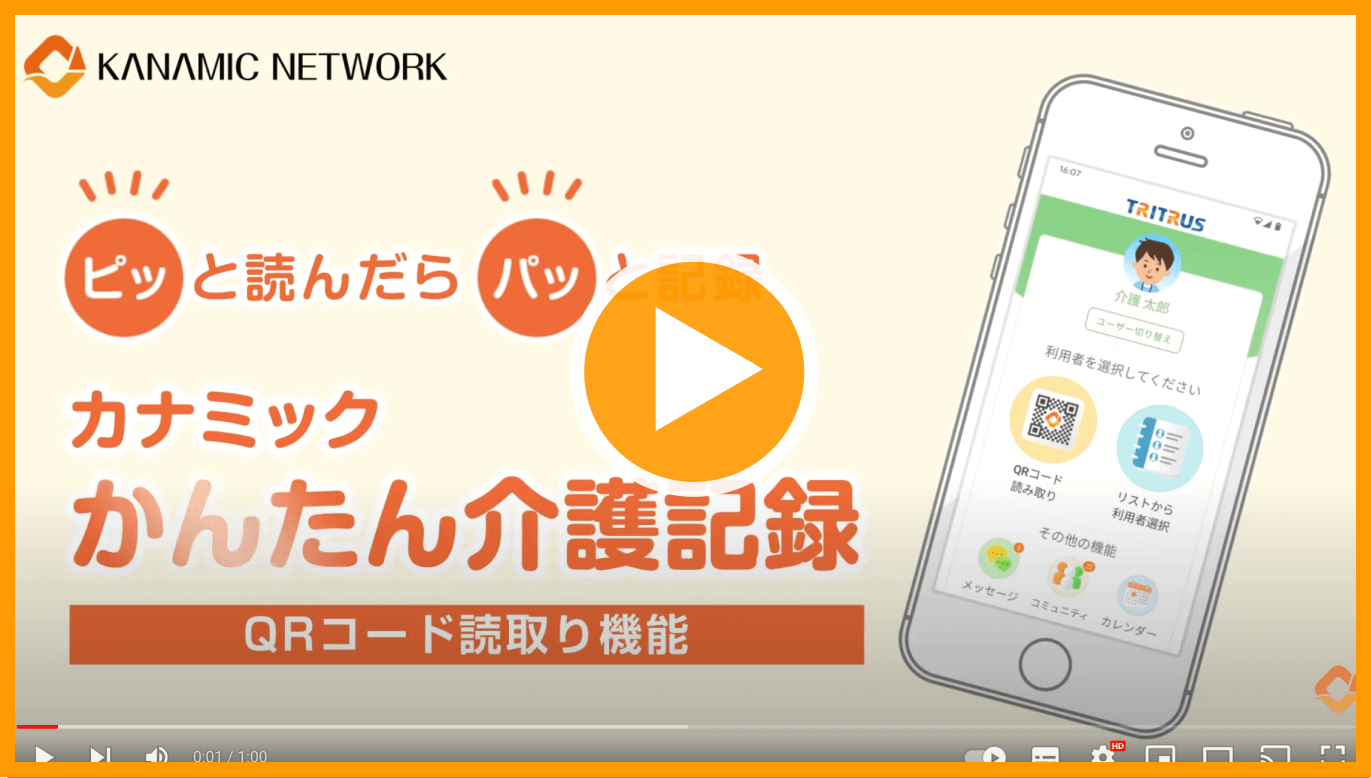 KANAMIC NETWORK
ピッと読んだら パッと記録
カナミック
かんたん介護記録
QRコード読取り機能
16:07
TRITRUS
介護 太郎
ユーザー切り替え
利用者を選択してください
QRコード
読み取り
リストから
利用者選択
その他の機能
メッセージ
コミュニティ
カレンダー
0:01 / 1:00
HD